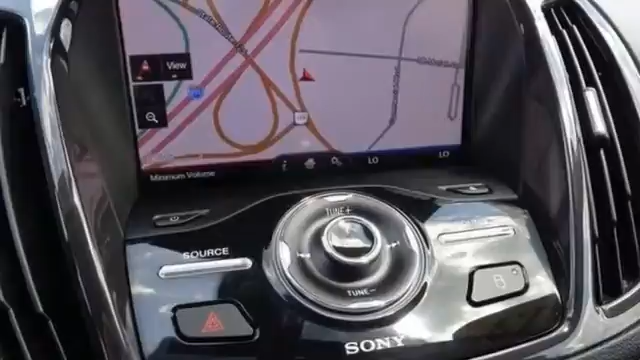 View
LO
LO
Minimum Volume
TUNE+
SOURCE
TUNE-
SONY